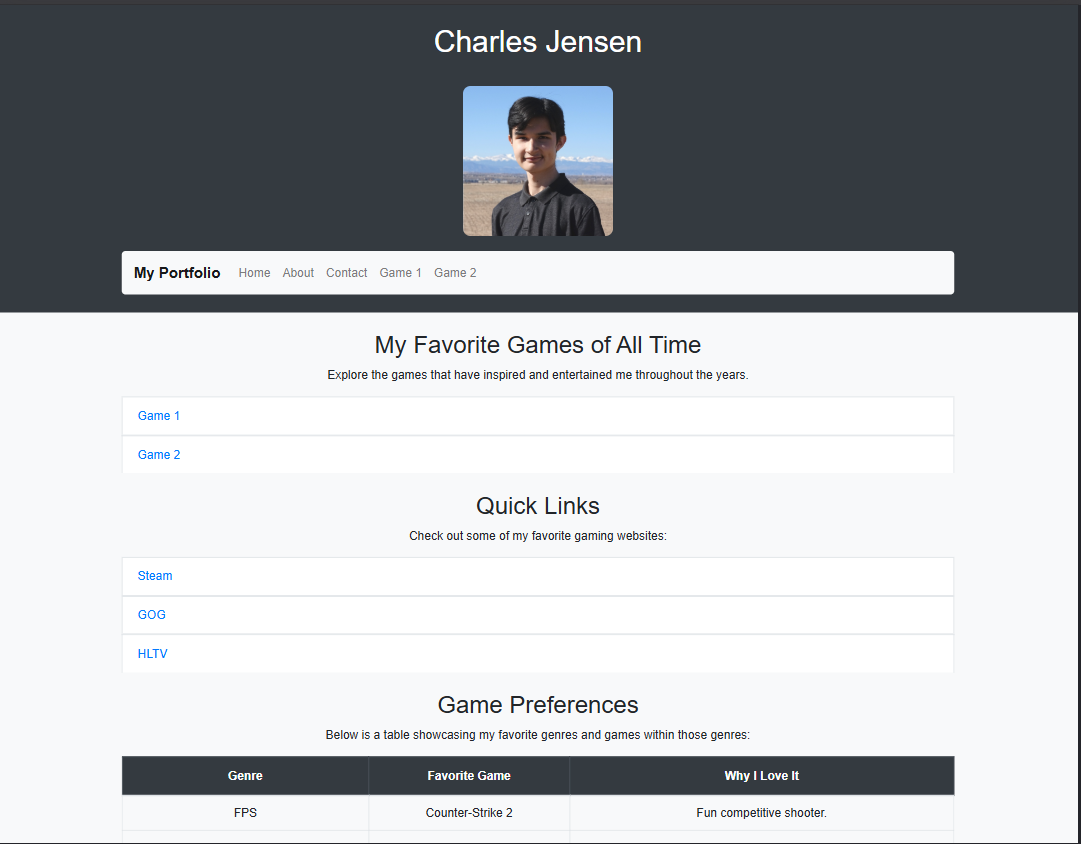 Charles Jensen
My Portfolio Home About Contact Game 1 Game 2
My Favorite Games of All Time
Explore the games that have inspired and entertained me throughout the years.
Game 1
Game 2
Quick Links
Check out some of my favorite gaming websites:
Steam
GOG
HLTV
Game Preferences
Below is a table showcasing my favorite genres and games within those genres:
Genre Favorite Game Why I Love It
FPS Counter-Strike 2 Fun competitive shooter.